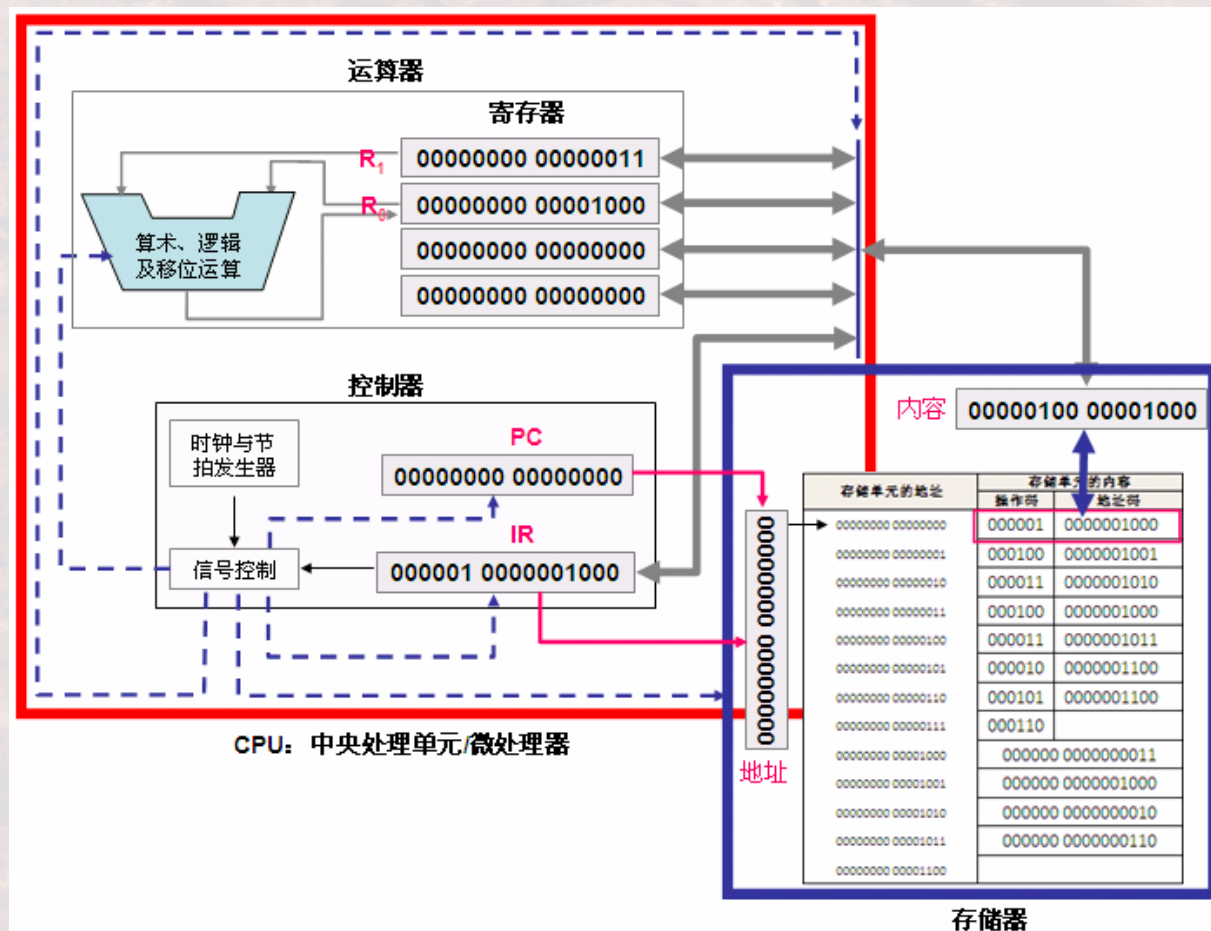 运算器
寄存器
R1
00000000 00000011
R0
00000000 00001000
00000000 00000000
00000000 00000000
算术、逻辑
及移位运算
控制器
时钟与节
拍发生器
PC
00000000 00000000
IR
信号控制
000001 0000001000
CPU：中央处理单元/微处理器
内容
00000100 00001000
00000000 00000000
地址
存储单元的地址
存储单元的内容
操作码 地址码
00000000 00000000 000001 0000001000
00000000 00000001 000100 0000001001
00000000 00000010 000011 0000001010
00000000 00000011 000100 0000001000
00000000 00000100 000011 0000001011
00000000 00000101 000010 0000001100
00000000 00000110 000101 0000001100
00000000 00000111 000110
00000000 00001000 000000 0000000011
00000000 00001001 000000 0000001000
00000000 00001010 000000 0000000010
00000000 00001011 000000 0000000110
00000000 00001100
存储器